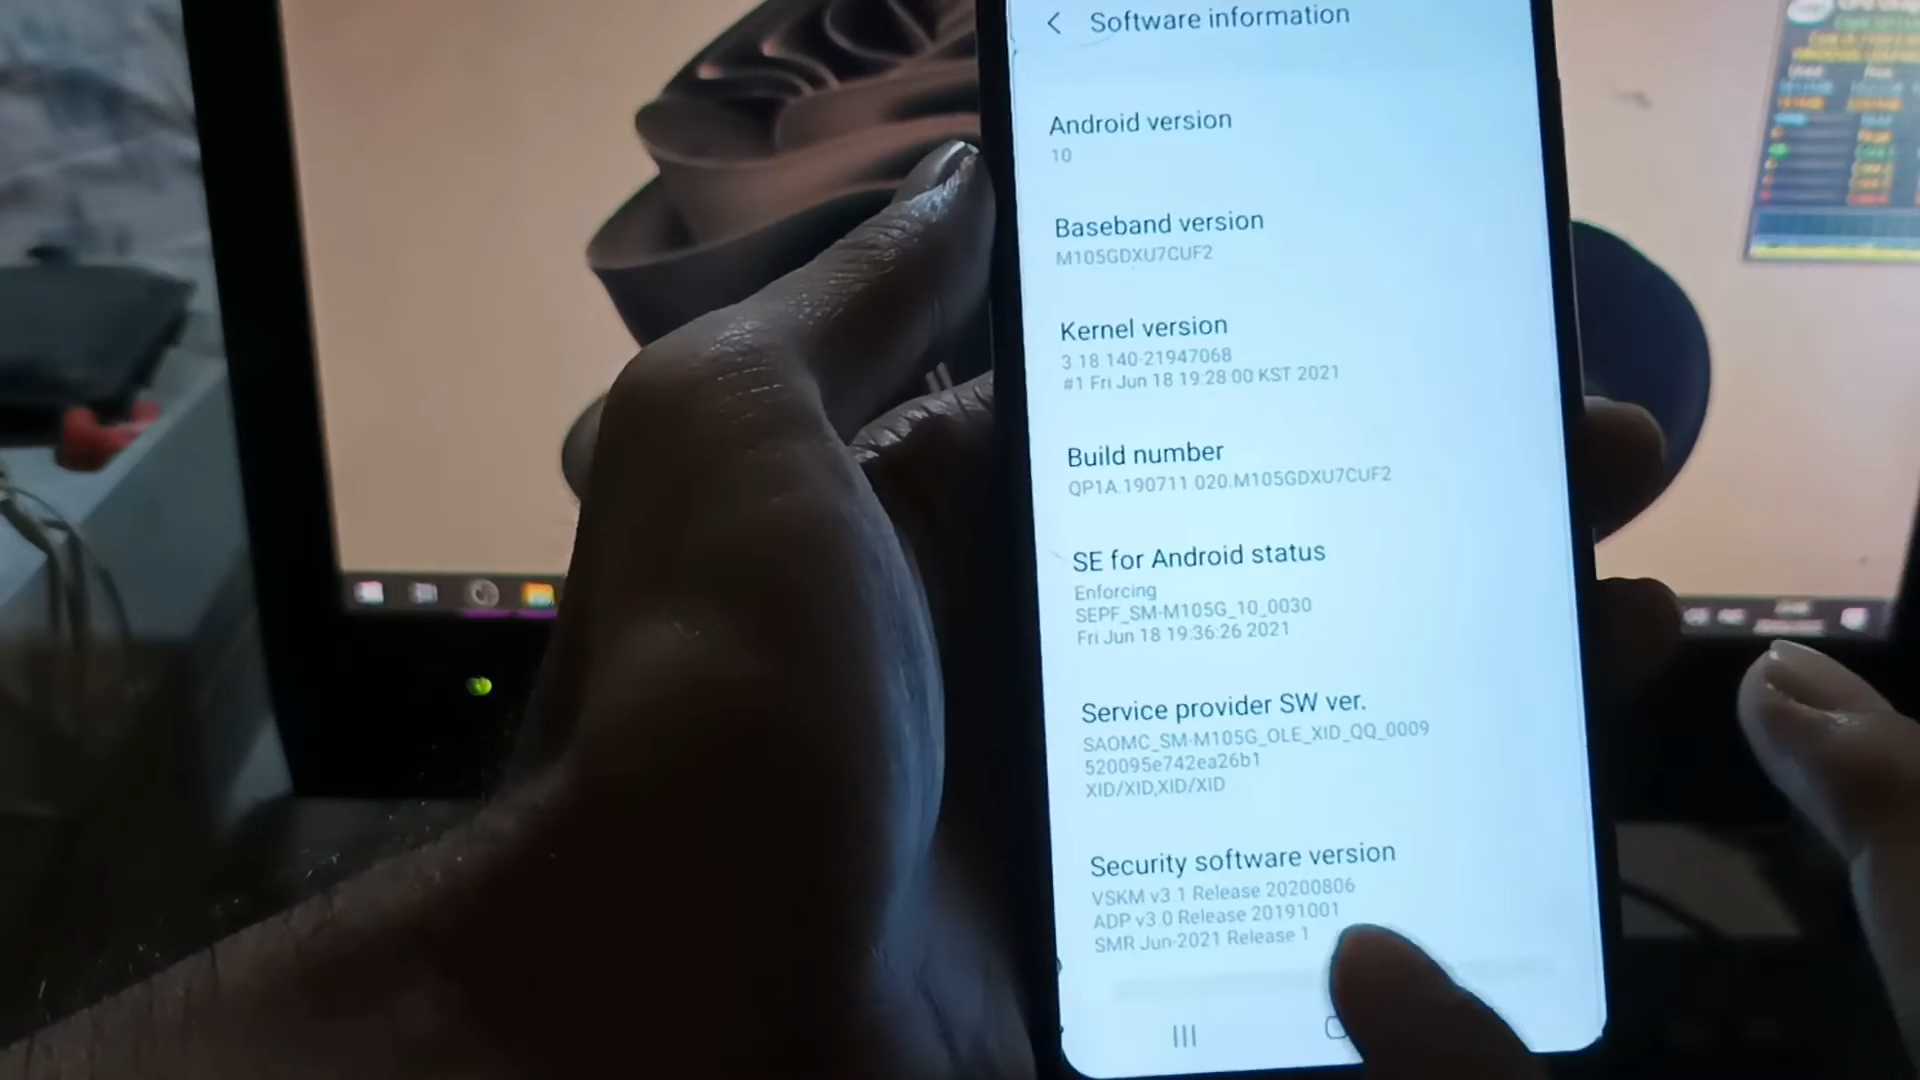 Software information
Android version
10
Baseband version
M105GDXU7CUF2
Kernel version
3 18 140-21947068
#1 Fri Jun 18 19:28:00 KST 2021
Build number
QP1A.190711.020.M105GDXU7CUF2
SE for Android status
Enforcing
SEPF_SM-M105G_10_0030
Fri Jun 18 19:36:26 2021
Service provider SW ver.
SAOMC_SM-M105G_OLE_XID_QQ_0009
520095e742ea26b1
XID/XID,XID/XID
Security software version
VSKM v3.1 Release 20200806
ADP v3.0 Release 20191001
SMR Jun-2021 Release 1